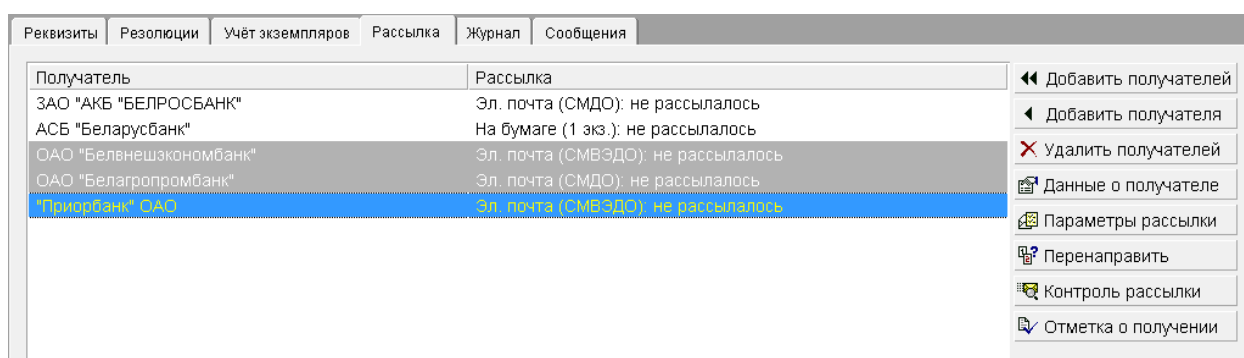 Реквизиты Резолюции Учёт экземпляров Рассылка Журнал Сообщения
Получатель Рассылка
ЗАО "АКБ "БЕЛРОСБАНК" Эл. почта (СМДО): не рассылалось
АСБ "Беларусбанк" На бумаге (1 экз.): не рассылалось
ОАО "Белвнешэкономбанк" Эл. почта (СМВЭДО): не рассылалось
ОАО "Белагропромбанк" Эл. почта (СМДО): не рассылалось
"Приорбанк" ОАО Эл. почта (СМВЭДО): не рассылалось
Добавить получателей
Добавить получателя
Удалить получателей
Данные о получателе
Параметры рассылки
Перенаправить
Контроль рассылки
Отметка о получении